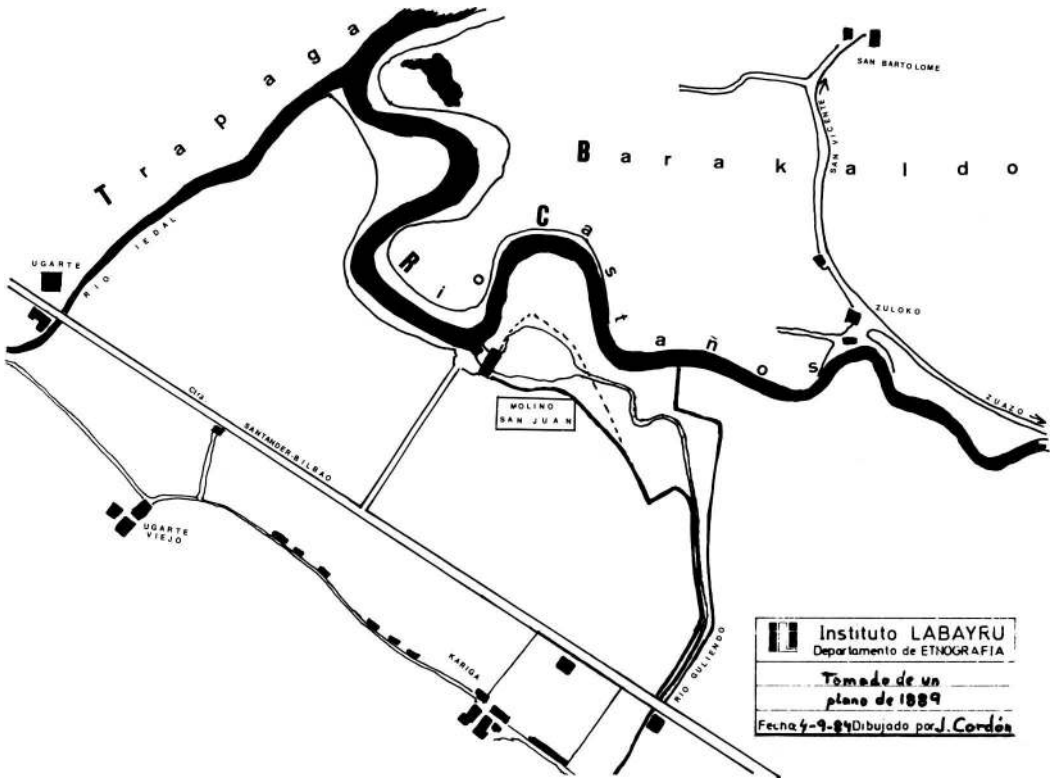 Trapaga
SAN BARTOLOME
SAN VICENTE
Barakaldo
Río Castaños
RIO IEDAL
UGARTE
ZULOKO
ZUAZO
MOLINO
SAN JUAN
Ctra SANTANDER-BILBAO
UGARTE
VIEJO
KARIGA
RIO GULIENDO
Instituto LABAYRU
Departamento de ETNOGRAFIA
Tomado de un
plano de 1889
Fecha 4-9-84 Dibujado por J. Cordón